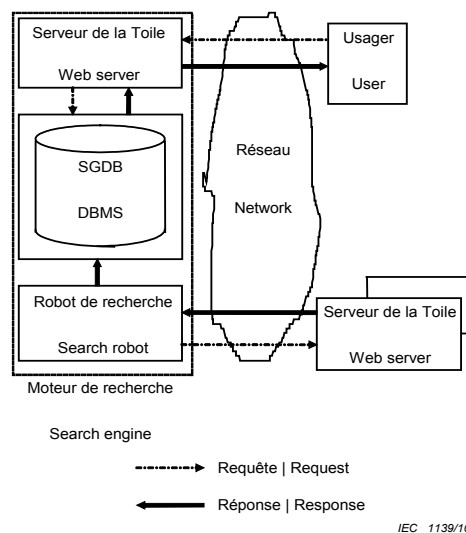 Serveur de la Toile
Web server
Usager
User
SGDB
DBMS
Réseau
Network
Robot de recherche
Search robot
Serveur de la Toile
Web server
Moteur de recherche
Search engine
Requête | Request
Réponse | Response
IEC 1139/10